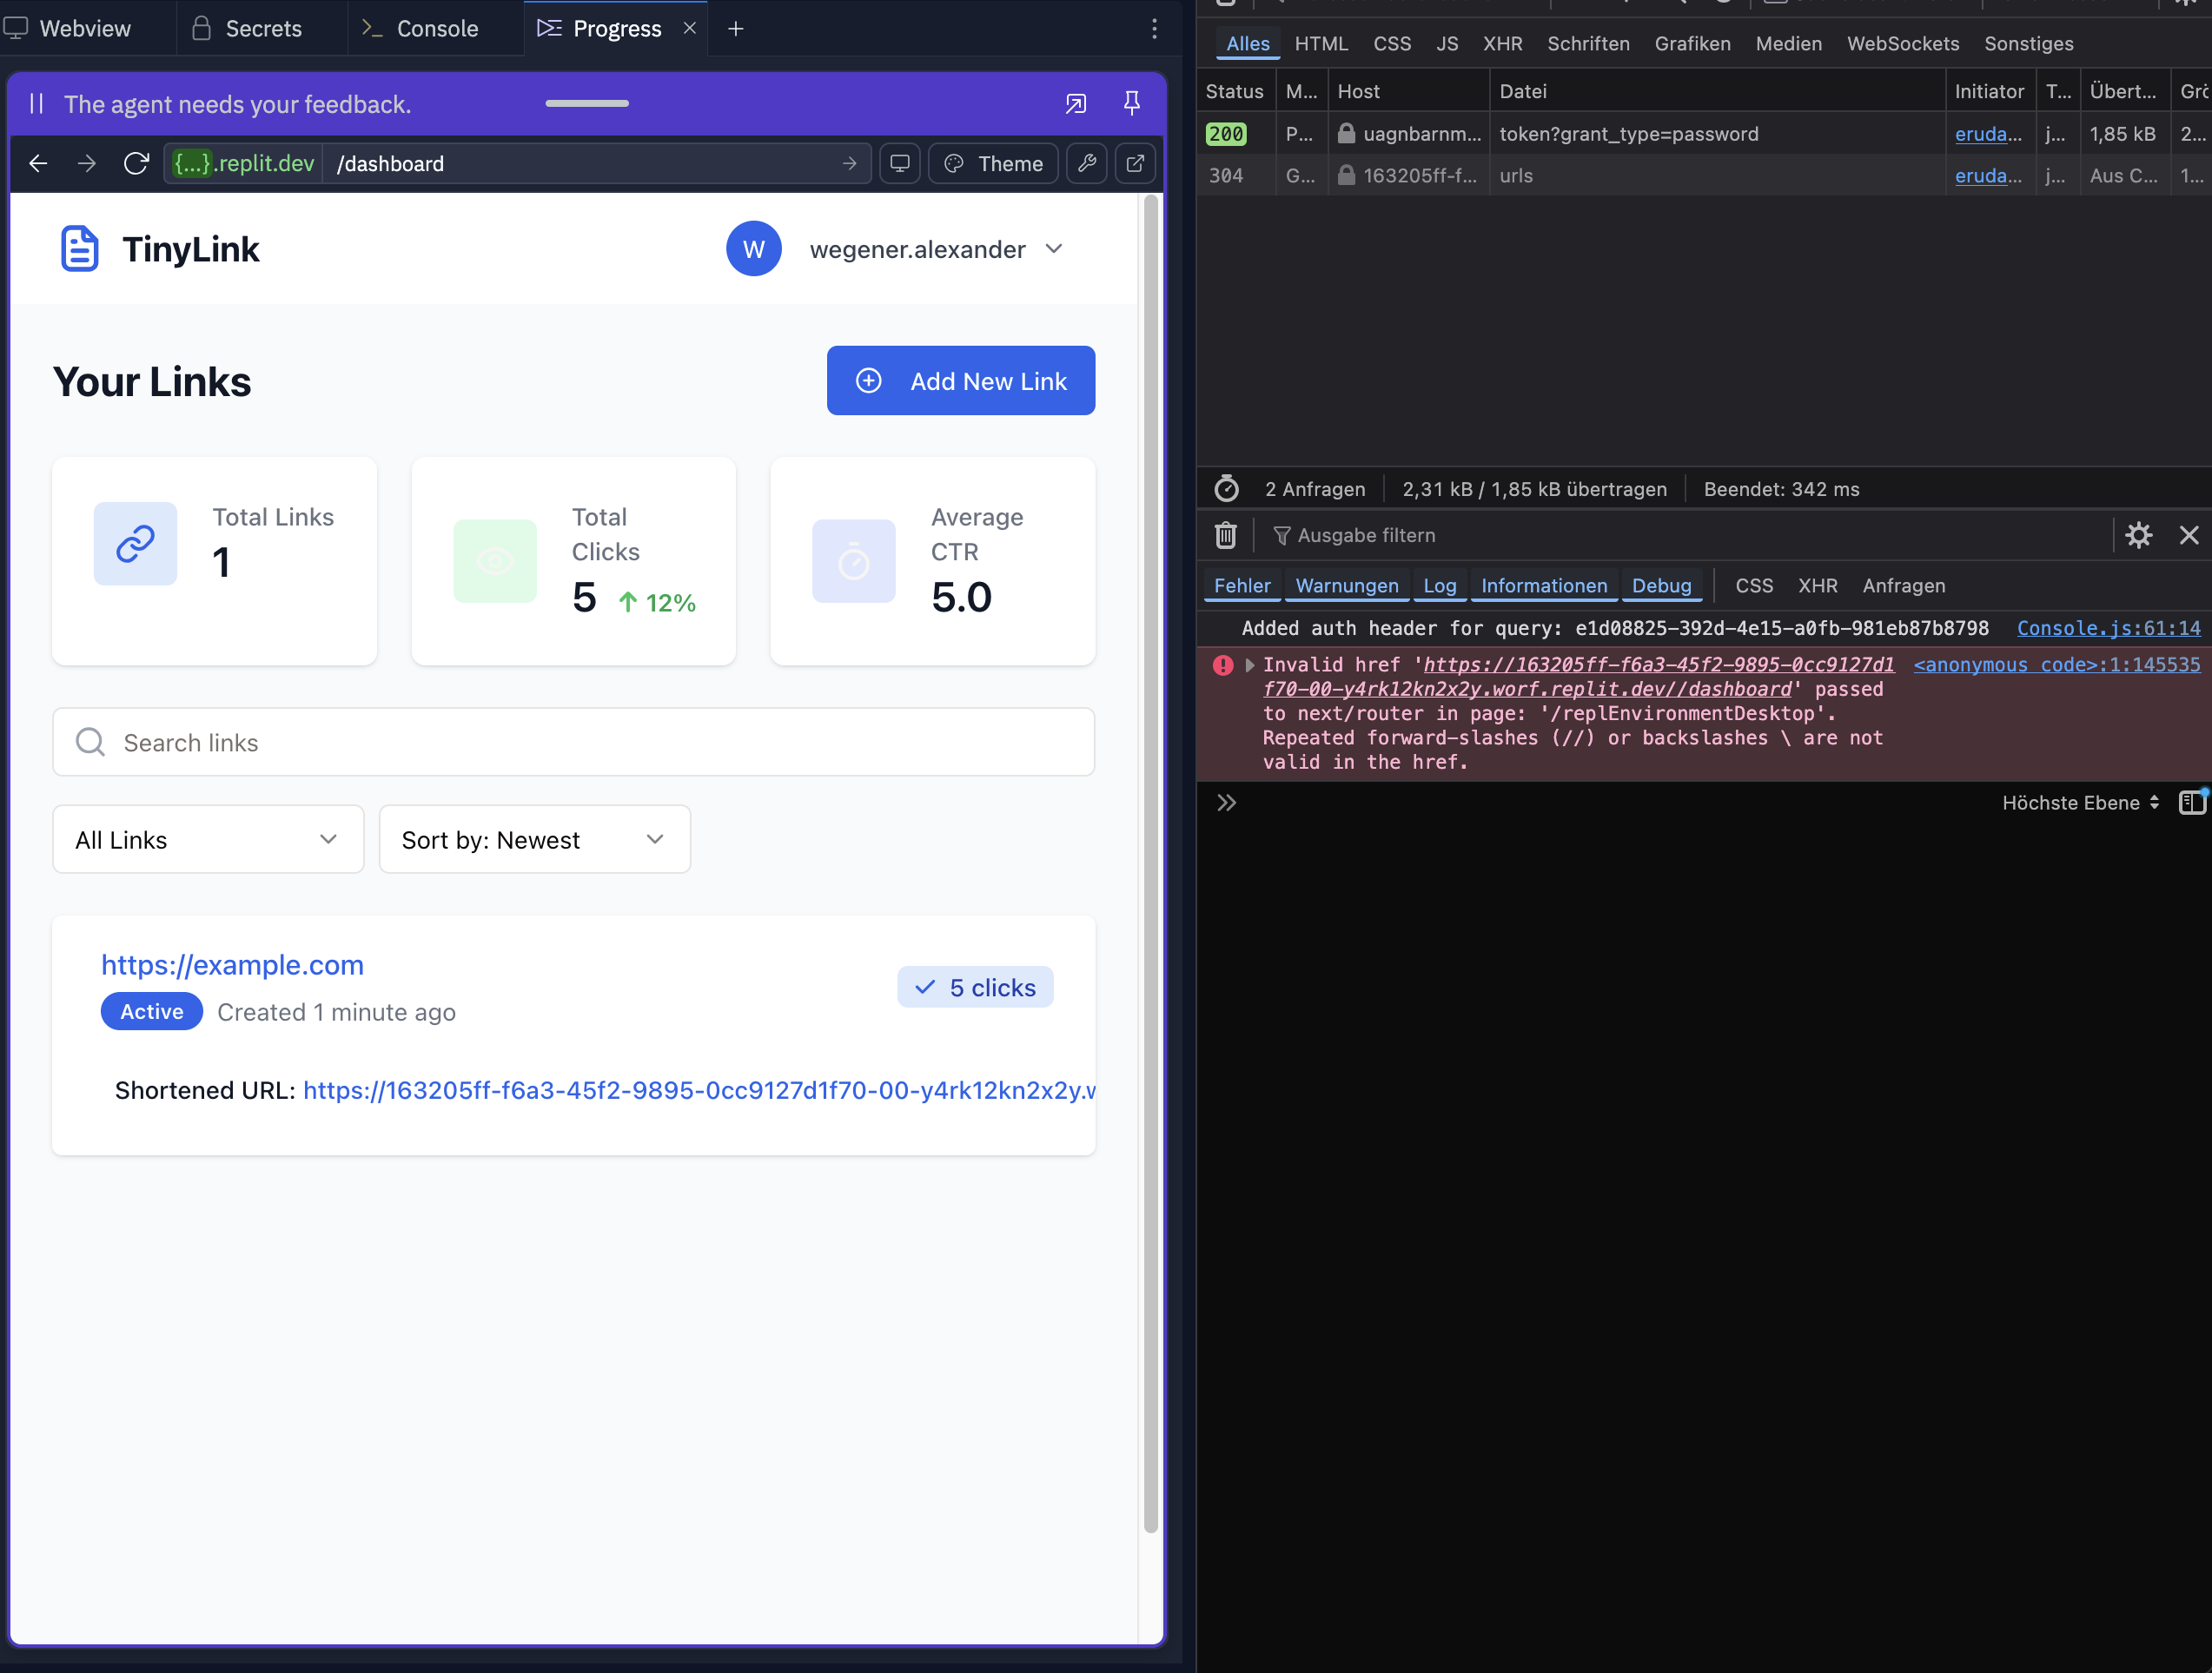 Webview
Secrets
Console
Progress
The agent needs your feedback.
{...}.replit.dev
/dashboard
Theme
TinyLink
W
wegener.alexander
Your Links
Add New Link
Total Links
1
Total Clicks
5
12%
Average CTR
5.0
Search links
All Links
Sort by: Newest
https://example.com
Active
Created 1 minute ago
5 clicks
Shortened URL: https://163205ff-f6a3-45f2-9895-0cc9127d1f70-00-y4rk12kn2x2y.w
Alles HTML CSS JS XHR Schriften Grafiken Medien WebSockets Sonstiges
Status M... Host Datei Initiator T... Übert... Grö
200 P... uagnbarnm... token?grant_type=password eruda... j... 1,85 kB 2...
304 G... 163205ff-f... urls eruda... j... Aus C... 1...
2 Anfragen 2,31 kB / 1,85 kB übertragen Beendet: 342 ms
Ausgabe filtern
Fehler Warnungen Log Informationen Debug CSS XHR Anfragen
Added auth header for query: e1d08825-392d-4e15-a0fb-981eb87b8798 Console.js:61:14
Invalid href 'https://163205ff-f6a3-45f2-9895-0cc9127d1 <anonymous code>:1:145535
f70-00-y4rk12kn2x2y.worf.replit.dev//dashboard' passed
to next/router in page: '/replEnvironmentDesktop'.
Repeated forward-slashes (//) or backslashes \ are not
valid in the href.
Höchste Ebene